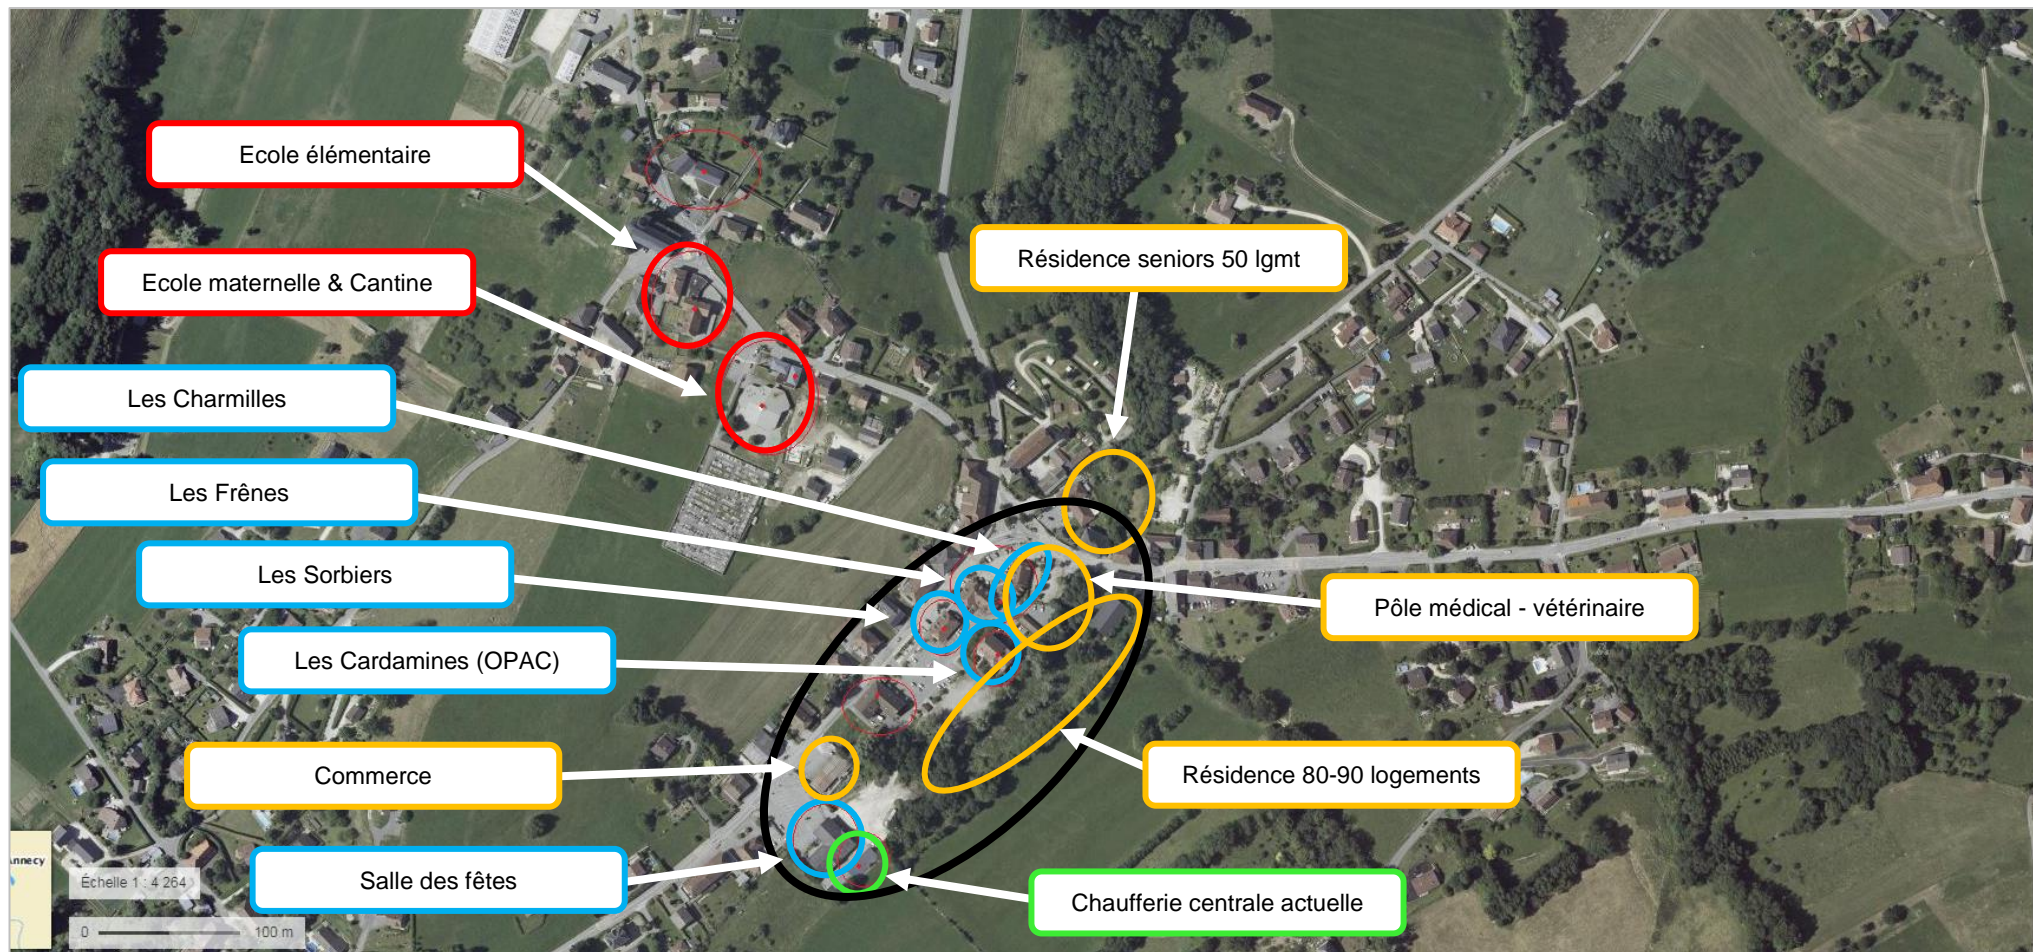 Ecole élémentaire
Résidence seniors 50 lgmt
Ecole maternelle & Cantine
Les Charmilles
Les Frênes
Les Sorbiers
Pôle médical - vétérinaire
Les Cardamines (OPAC)
Commerce
Résidence 80-90 logements
Annecy
Échelle 1 : 4 264
Salle des fêtes
Chaufferie centrale actuelle
0 100 m